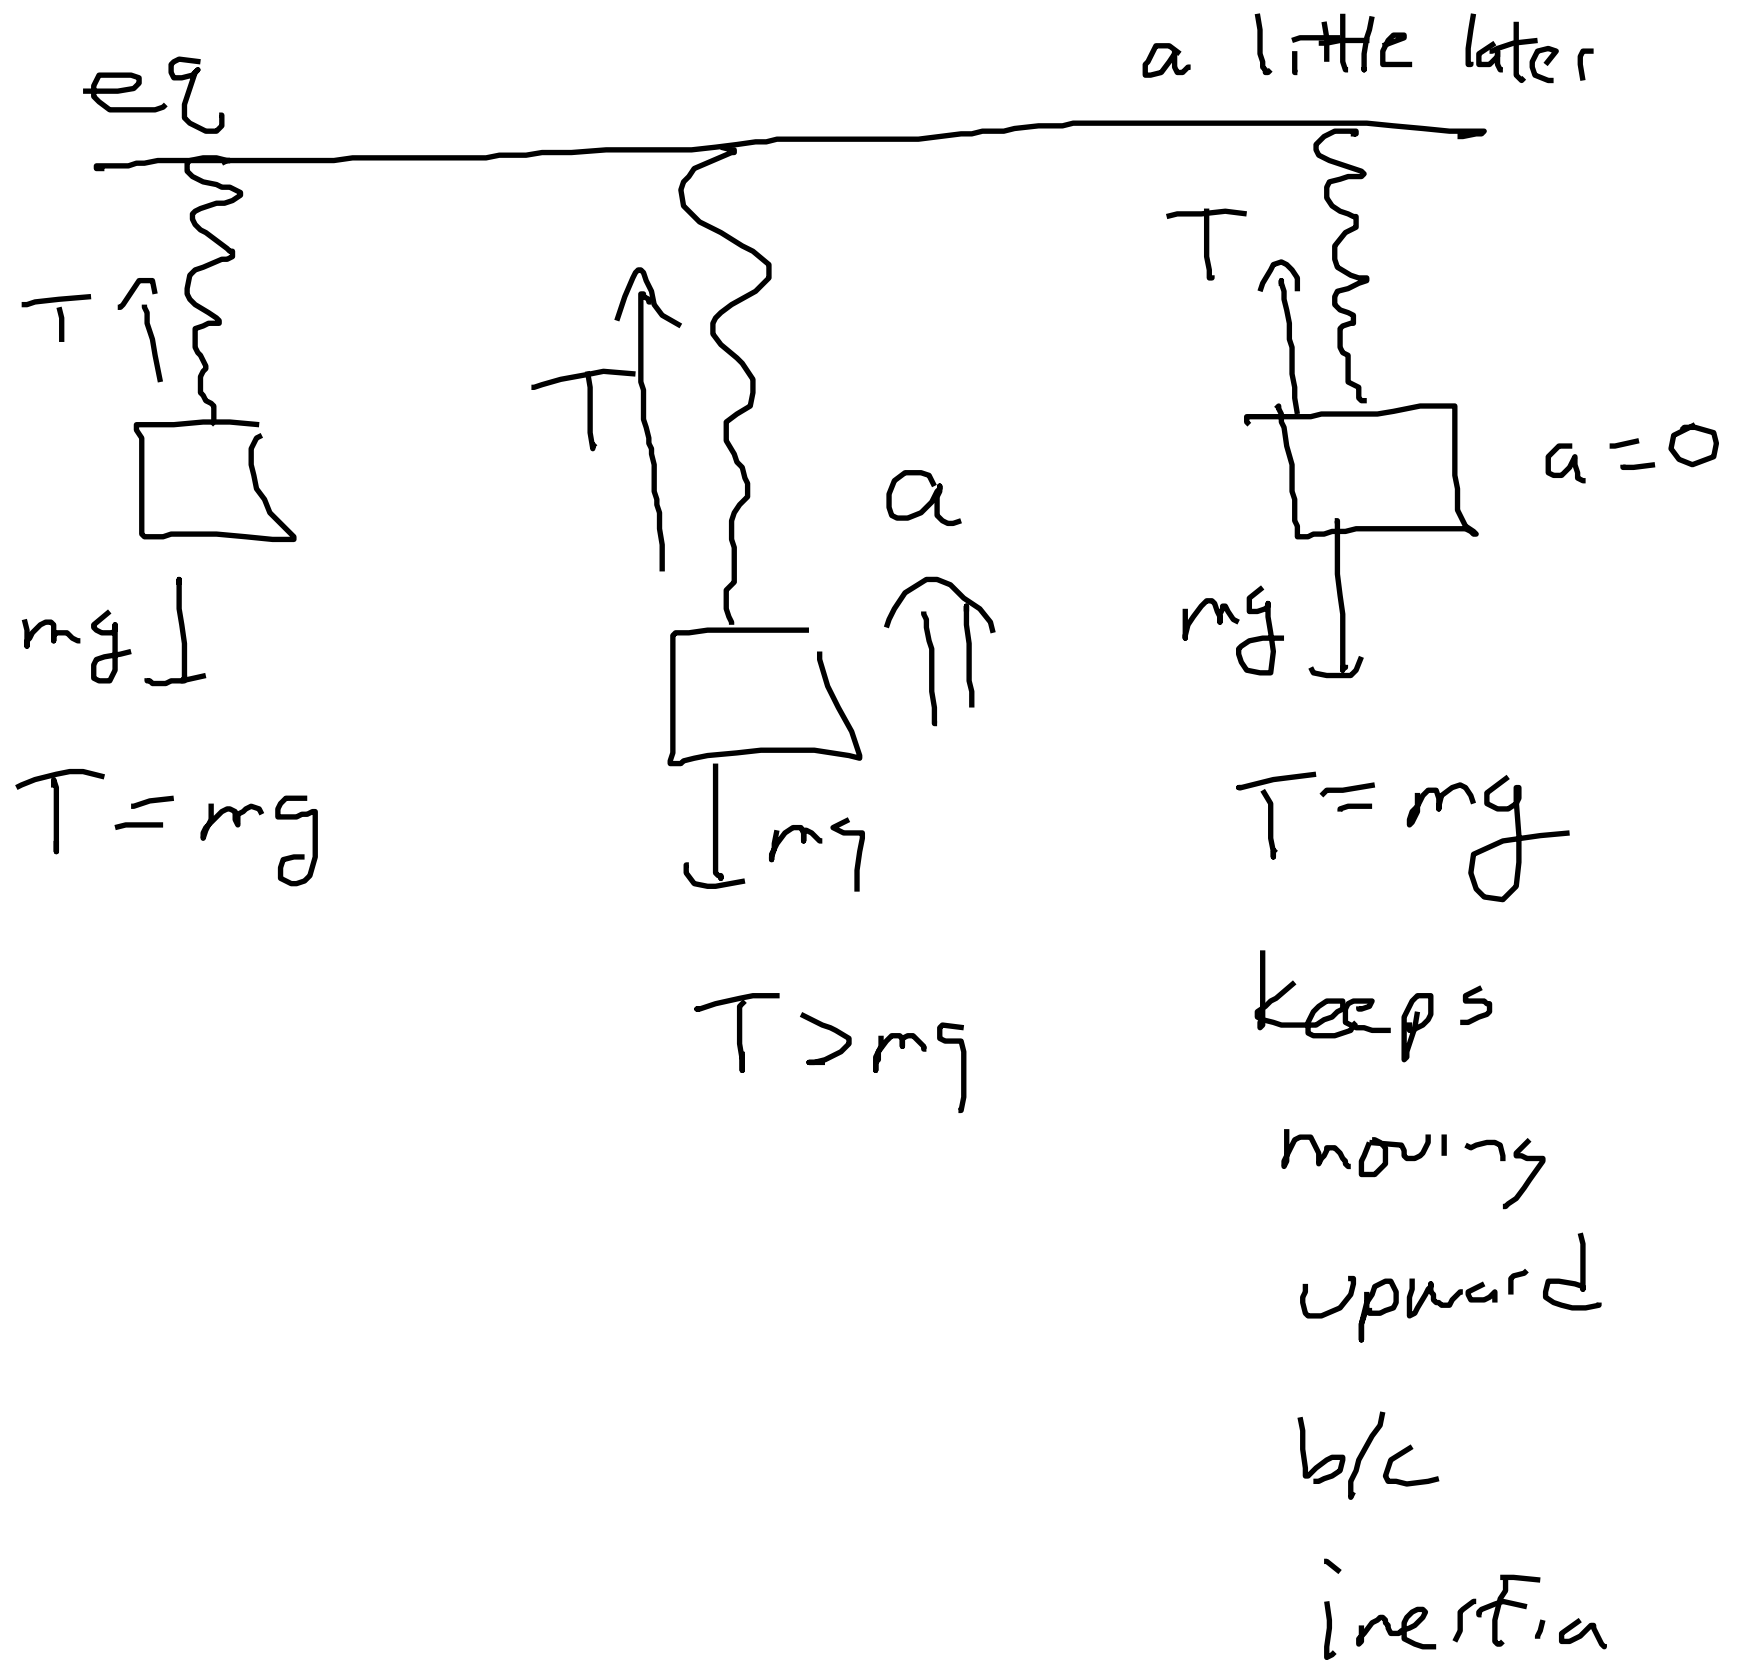 eq
a little later
T
T
T
a
a = 0
mg
mg
mg
T = mg
T > mg
T = mg
keeps
moving
upward
b/c
inertia